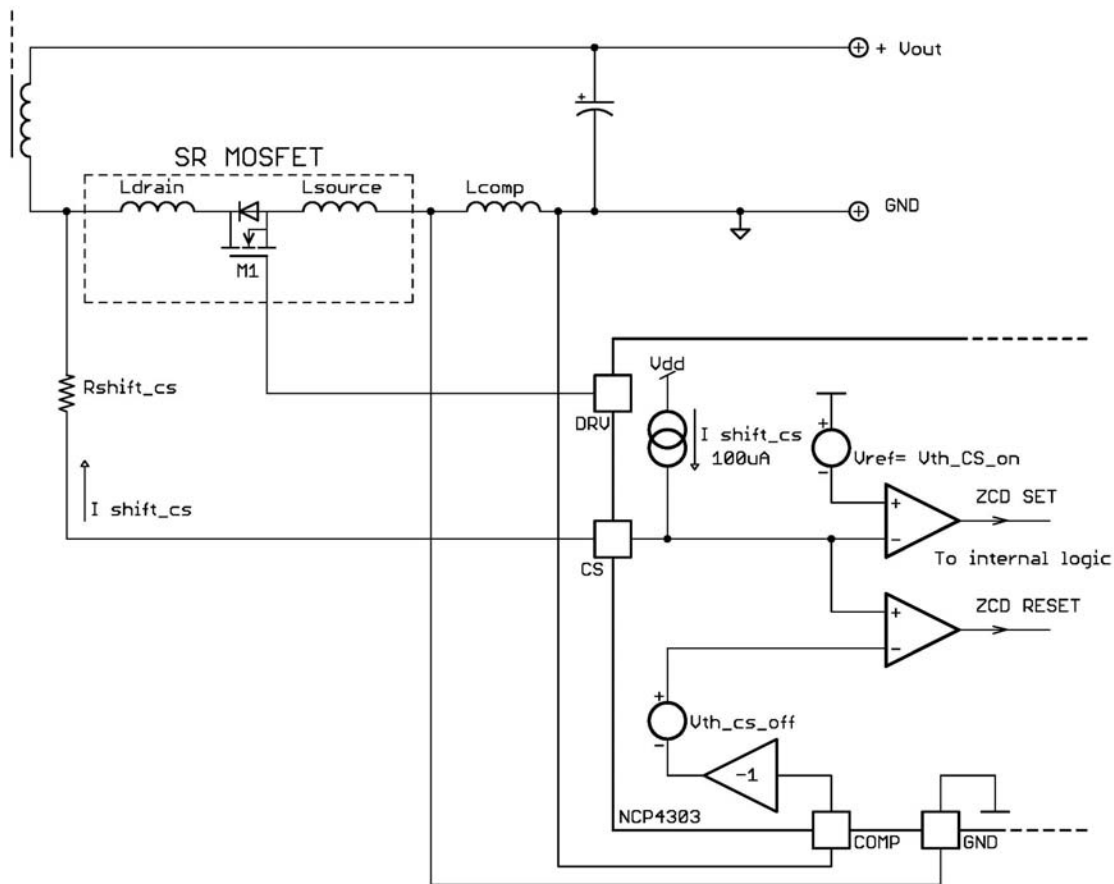 + Vout
+
SR MOSFET
Ldrain
Lsource
Lcomp
GND
M1
Rshift_cs
Vdd
DRV
I shift_cs
100uA
+
Vref= Vth_CS_on
-
I shift_cs
+
ZCD SET
-
CS
To internal logic
+
ZCD RESET
-
+
Vth_cs_off
-
-1
NCP4303
COMP
GND